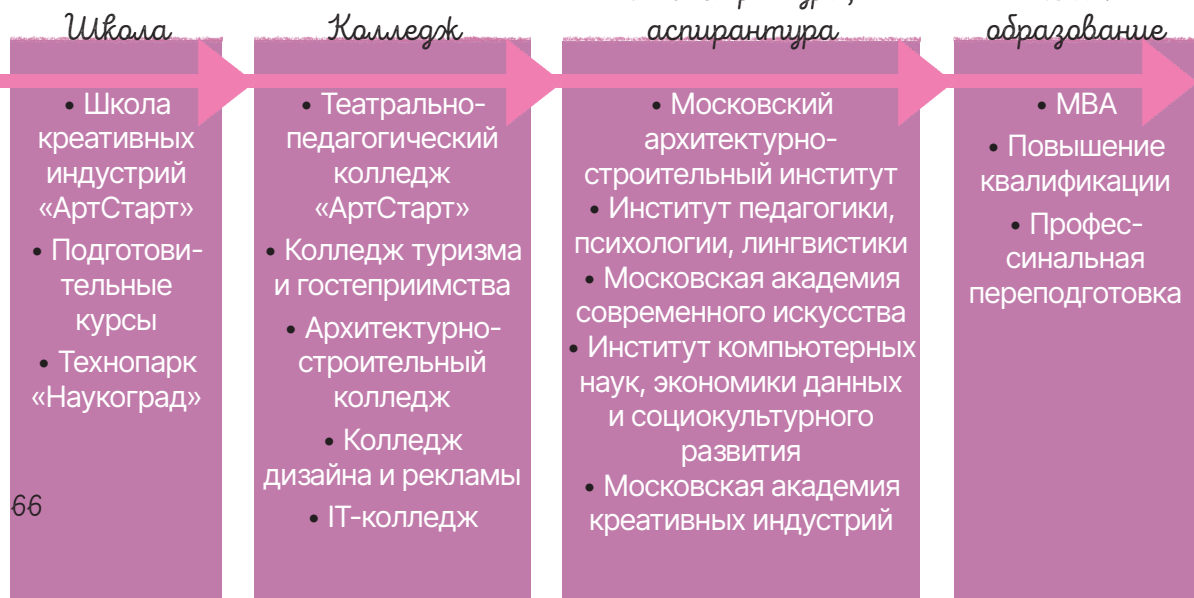 Школа
• Школа
креативных
индустрий
«АртСтарт»
• Подготови-
тельные
курсы
• Технопарк
«Наукоград»
Колледж
• Театрально-
педагогический
колледж
«АртСтарт»
• Колледж туризма
и гостеприимства
• Архитектурно-
строительный
колледж
• Колледж
дизайна и рекламы
• IT-колледж
аспирантура
• Московский
архитектурно-
строительный институт
• Институт педагогики,
психологии, лингвистики
• Московская академия
современного искусства
• Институт компьютерных
наук, экономики данных
и социокультурного
развития
• Московская академия
креативных индустрий
образование
• MBA
• Повышение
квалификации
• Профес-
синальная
переподготовка
66